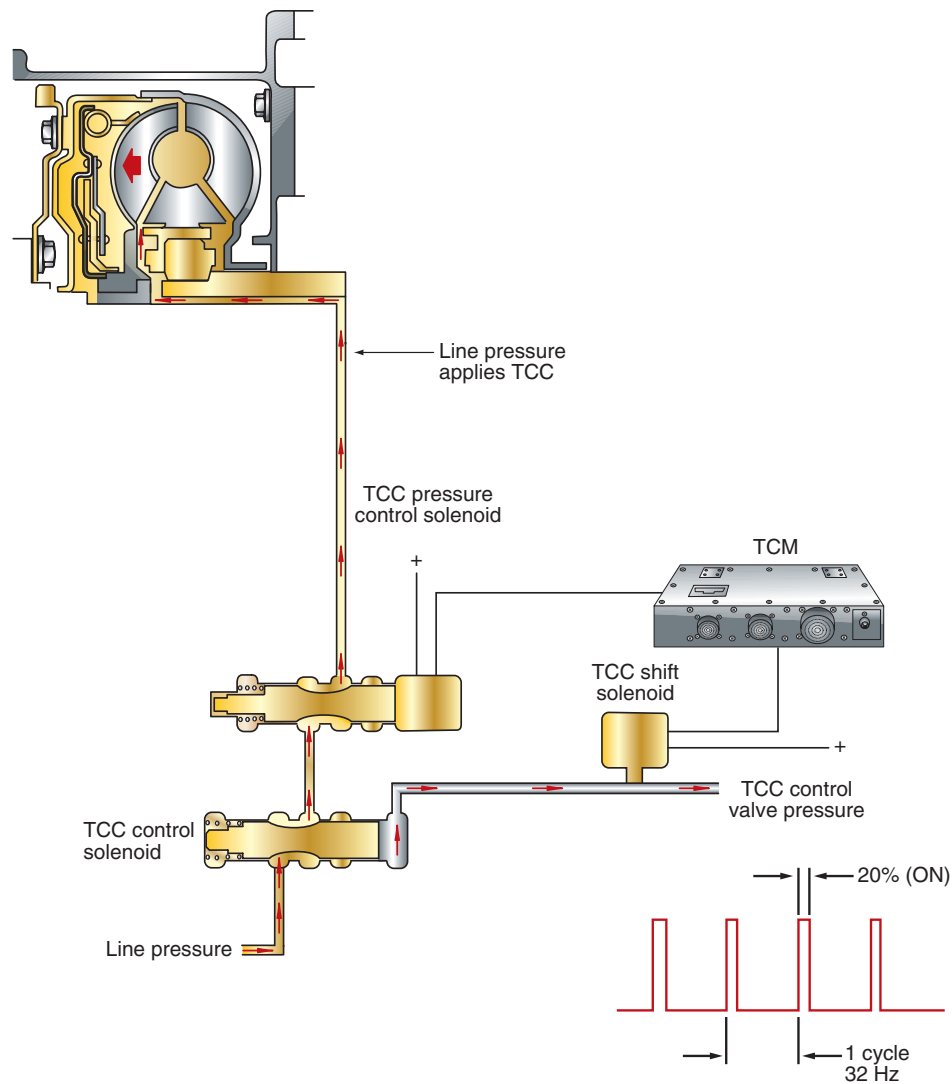 Line pressure
applies TCC
TCC pressure
control solenoid
+
TCM
TCC shift
solenoid
+
TCC control
valve pressure
TCC control
solenoid
Line pressure
20% (ON)
1 cycle
32 Hz